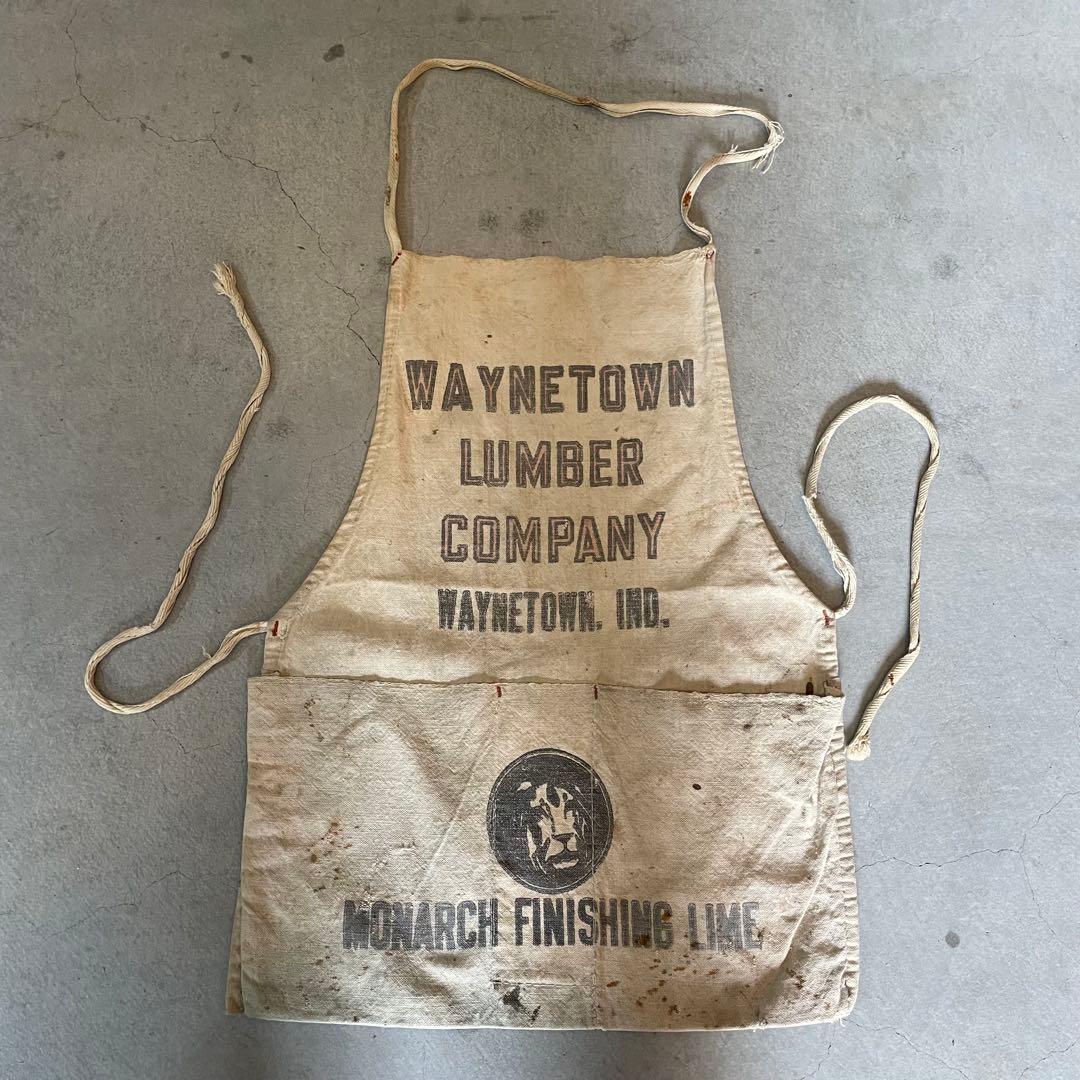 WAYNETOWN
LUMBER
COMPANY
WAYNETOWN, IND.
MONARCH FINISHING LIME